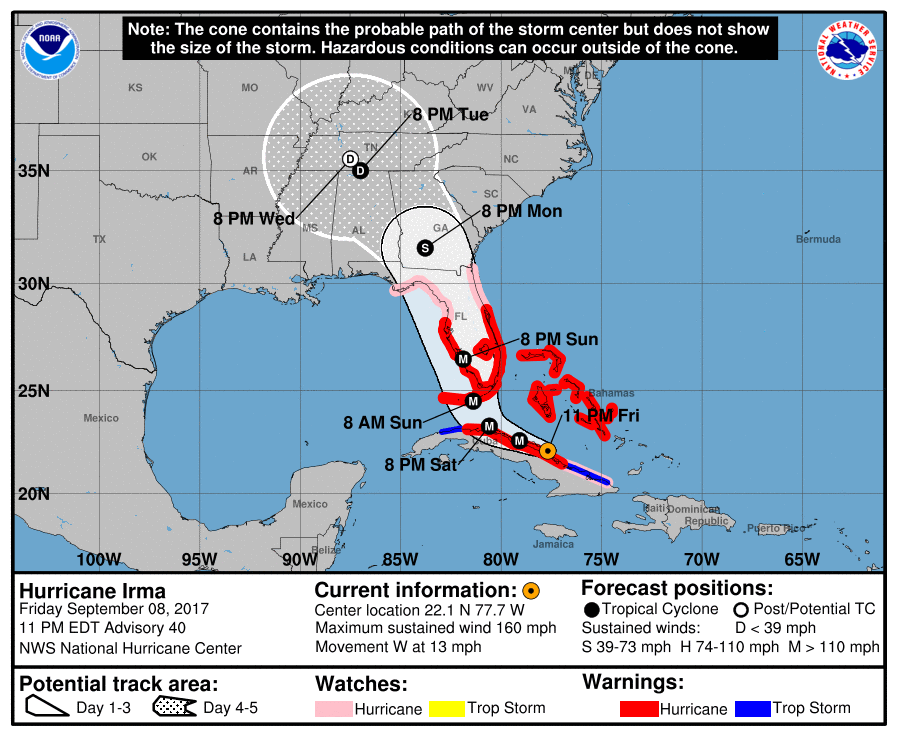 Note: The cone contains the probable path of the storm center but does not show
the size of the storm. Hazardous conditions can occur outside of the cone.
NOAA
NATIONAL WEATHER SERVICE
KS
MO
WV
DE
VA
8 PM Tue
TN
OK
AR
NC
35N
SC
8 PM Mon
8 PM Wed
MS
AL
GA
TX
LA
Bermuda
30N
FL
8 PM Sun
25N
Bahamas
Mexico
8 AM Sun
11 PM Fri
8 PM Sat
20N
Mexico
Haiti
Dominican
Republic
Puerto Rico
Jamaica
Belize
100W
95W
90W
85W
80W
75W
70W
65W
D
D
S
M
M
M
M
Hurricane Irma
Friday September 08, 2017
11 PM EDT Advisory 40
NWS National Hurricane Center
Current information:
Center location 22.1 N 77.7 W
Maximum sustained wind 160 mph
Movement W at 13 mph
Forecast positions:
Tropical Cyclone
Post/Potential TC
Sustained winds: D < 39 mph
S 39-73 mph H 74-110 mph M > 110 mph
Potential track area:
Day 1-3
Day 4-5
Watches:
Hurricane
Trop Storm
Warnings:
Hurricane
Trop Storm